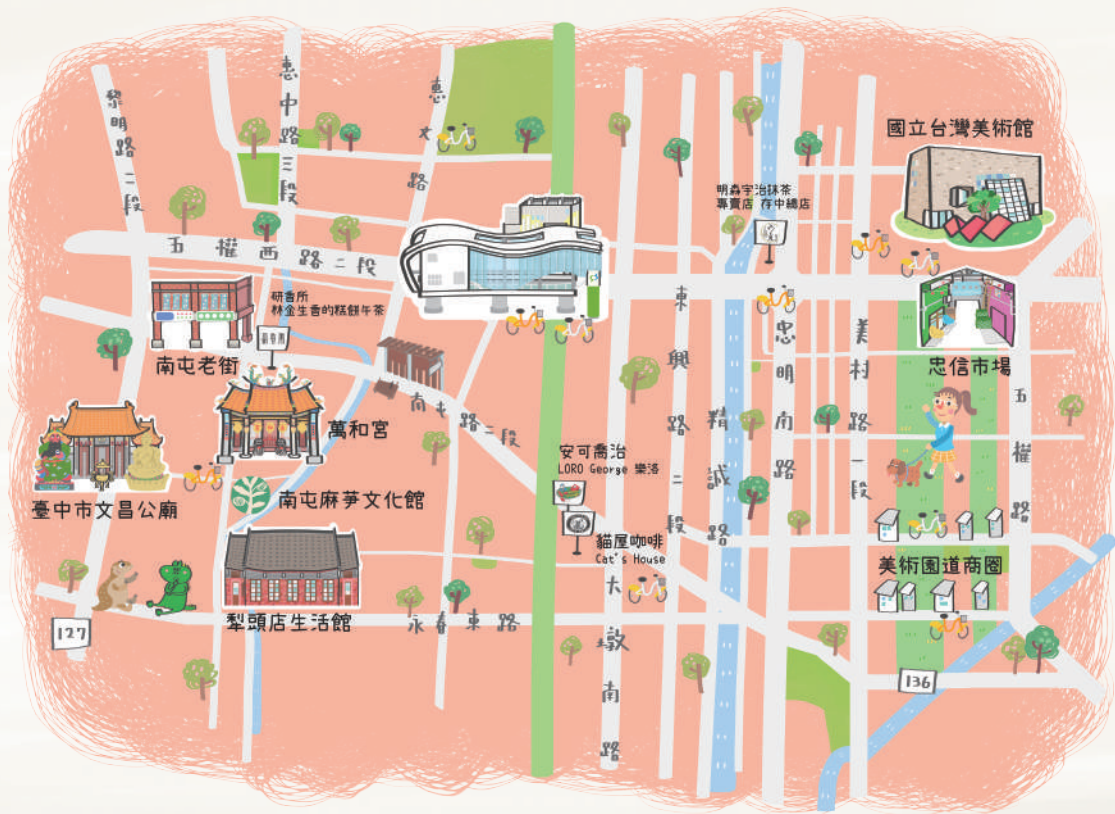 黎明路二段
惠中路三段
惠文路
國立台灣美術館
明森宇治抹茶
專賣店 存中總店
五權西路二段
研香所
林金生香的糕餅午茶
南屯老街
萬和宮
南屯路二段
東興路二段
精誠路
忠明南路
美村路一段
忠信市場
五權路
安可喬治
LORO George 樂洛
臺中市文昌公廟
南屯麻芛文化館
貓屋咖啡
Cat's House
美術園道商圈
犁頭店生活館
永春東路
大墩南路
127
136